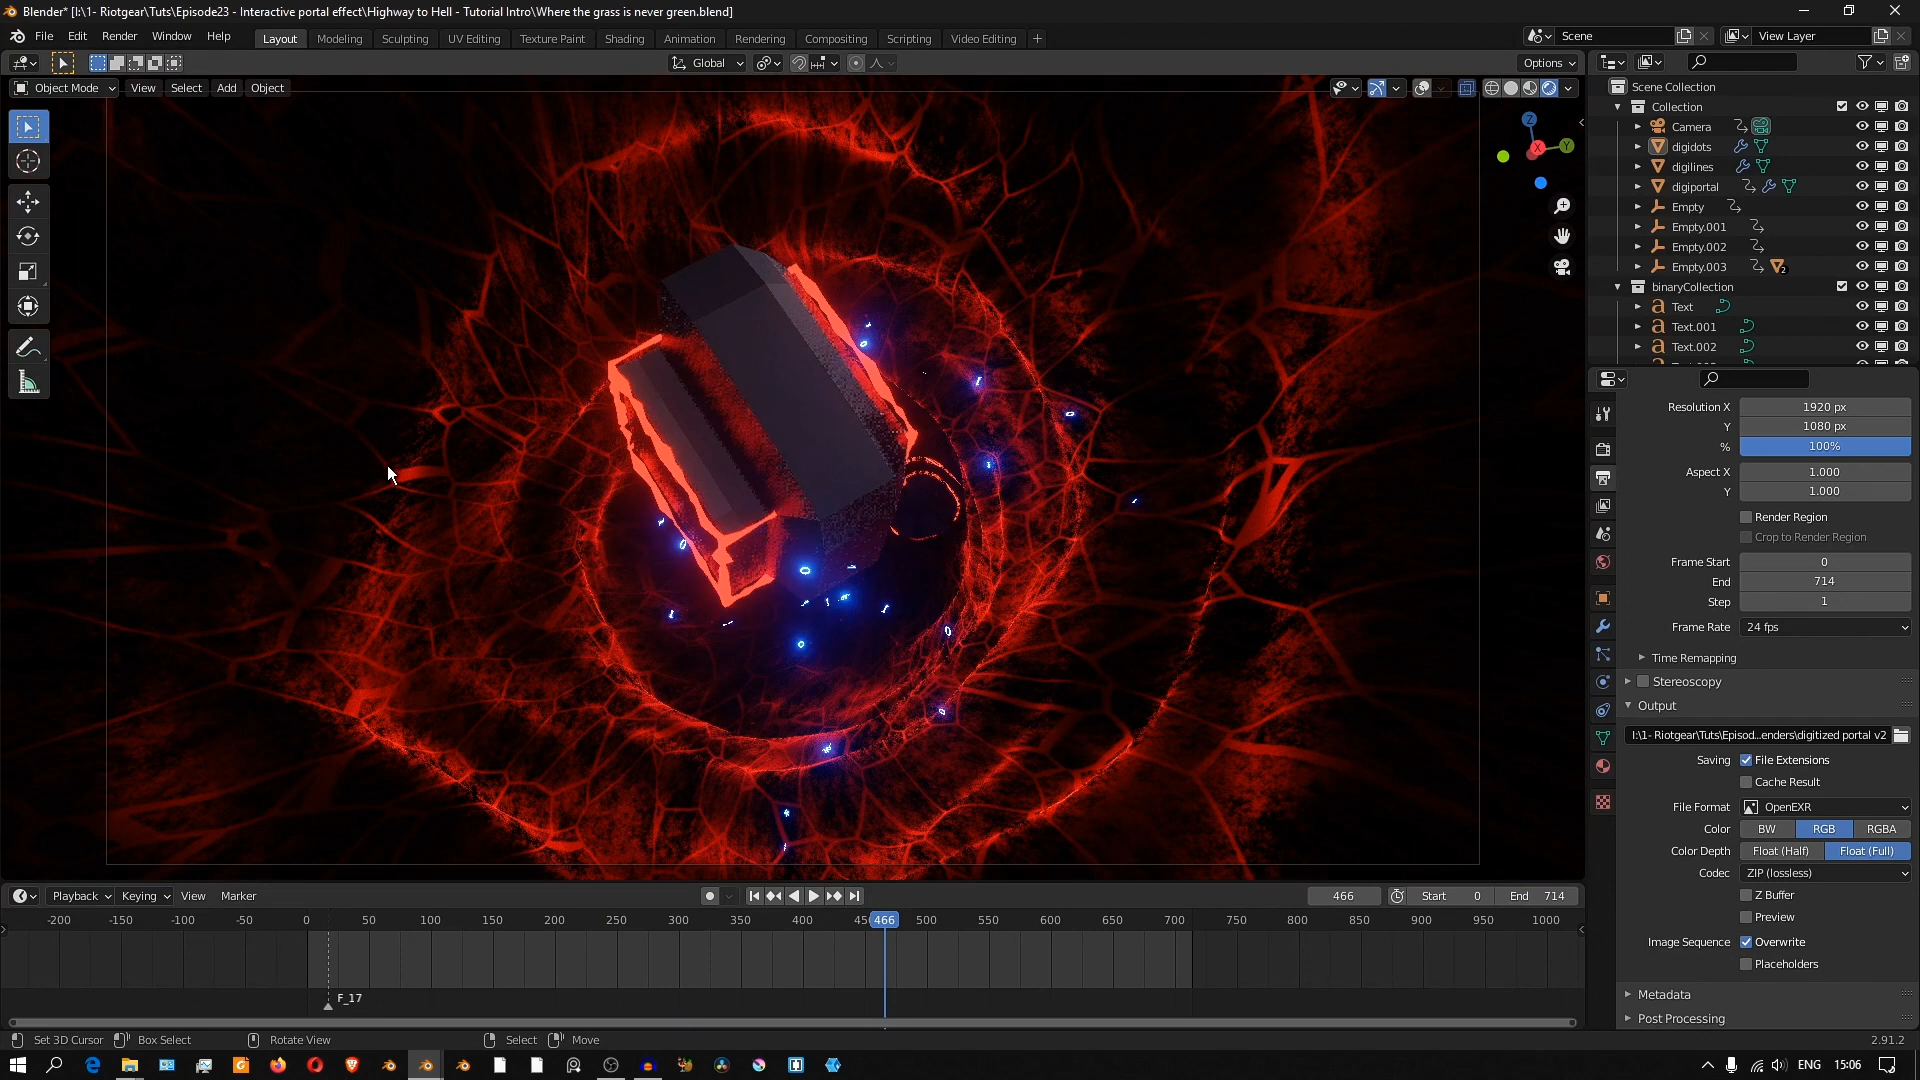 Blender* [I:\1- Riotgear\Tuts\Episode23 - Interactive portal effect\Highway to Hell - Tutorial Intro\Where the grass is never green.blend]
File Edit Render Window Help
Layout Modeling Sculpting UV Editing Texture Paint Shading Animation Rendering Compositing Scripting Video Editing +
Scene
View Layer
Global
Options
Object Mode View Select Add Object
Z
Y
X
Scene Collection
Collection
Camera
digidots
digilines
digiportal
Empty
Empty.001
Empty.002
Empty.003
2
binaryCollection
Text
Text.001
Text.002
Resolution X 1920 px
Y 1080 px
% 100%
Aspect X 1.000
Y 1.000
Render Region
Crop to Render Region
Frame Start 0
End 714
Step 1
Frame Rate 24 fps
Time Remapping
Stereoscopy
Output
I:\1- Riotgear\Tuts\Episod...enders\digitized portal v2
Saving File Extensions
Cache Result
File Format OpenEXR
Color BW RGB RGBA
Color Depth Float (Half) Float (Full)
Codec ZIP (lossless)
Z Buffer
Preview
Image Sequence Overwrite
Placeholders
Metadata
Post Processing
Playback Keying View Marker
466 Start 0 End 714
-200 -150 -100 -50 0 50 100 150 200 250 300 350 400 466 500 550 600 650 700 750 800 850 900 950 1000
F_17
Set 3D Cursor Box Select Rotate View Select Move
2.91.2
ENG 15:06